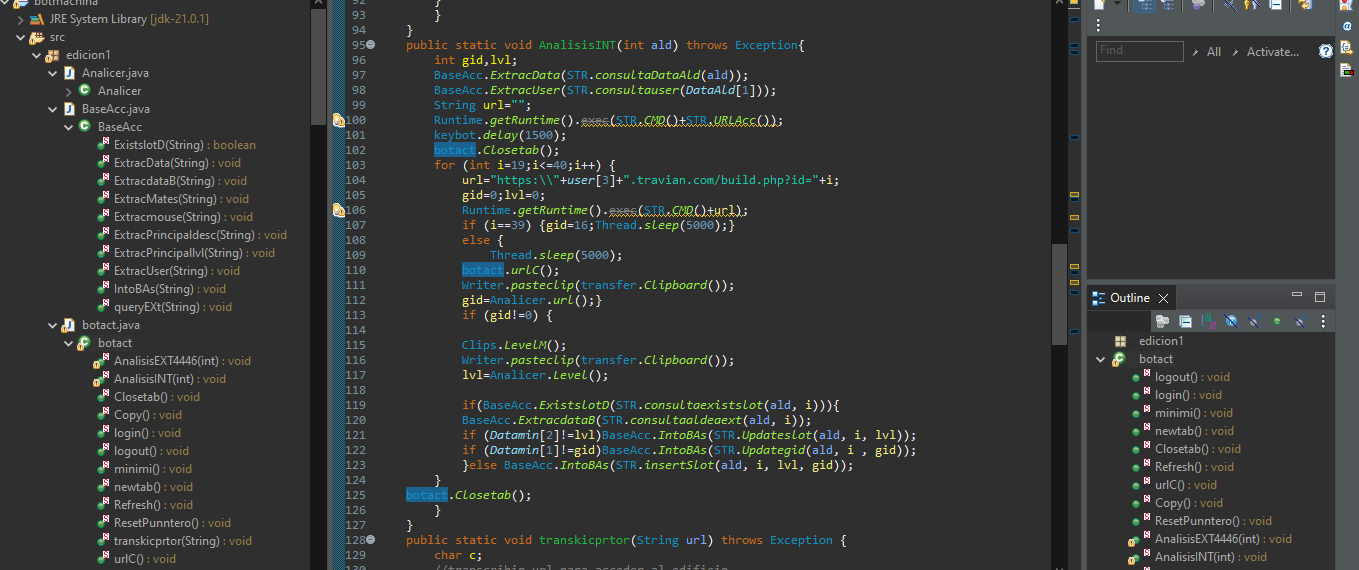 botmachina
JRE System Library [jdk-21.0.1]
src
edicion1
Analicer.java
Analicer
BaseAcc.java
BaseAcc
ExistslotD(String) : boolean
ExtracData(String) : void
ExtracdataB(String) : void
ExtracMates(String) : void
Extracmouse(String) : void
ExtracPrincipaldesc(String) : void
ExtracPrincipallvl(String) : void
ExtracUser(String) : void
IntoBAs(String) : void
queryEXt(String) : void
botact.java
botact
AnalisisEXT4446(int) : void
AnalisisINT(int) : void
Closetab() : void
Copy() : void
login() : void
logout() : void
minimi() : void
newtab() : void
Refresh() : void
ResetPunntero() : void
transkicprtor(String) : void
urlC() : void
92 }
93 }
94 }
95 public static void AnalisisINT(int ald) throws Exception{
96 int gid,lvl;
97 BaseAcc.ExtracData(STR.consultaDataAld(ald));
98 BaseAcc.ExtracUser(STR.consultauser(DataAld[1]));
99 String url="";
100 Runtime.getRuntime().exec(STR.CMD()+STR.URLAcc());
101 keybot.delay(1500);
102 botact.Closetab();
103 for (int i=19;i<=40;i++) {
104 url="https:\\"+user[3]+".travian.com/build.php?id="+i;
105 gid=0;lvl=0;
106 Runtime.getRuntime().exec(STR.CMD()+url);
107 if (i==39) {gid=16;Thread.sleep(5000);}
108 else {
109 Thread.sleep(5000);
110 botact.urlC();
111 Writer.pasteclip(transfer.Clipboard());
112 gid=Analicer.url();}
113 if (gid!=0) {
114
115 Clips.LevelM();
116 Writer.pasteclip(transfer.Clipboard());
117 lvl=Analicer.Level();
118
119 if(BaseAcc.ExistslotD(STR.consultaexistslot(ald, i))){
120 BaseAcc.ExtracdataB(STR.consultaaldeaext(ald, i));
121 if (Datamin[2]!=lvl)BaseAcc.IntoBAs(STR.Updateslot(ald, i, lvl));
122 if (Datamin[1]!=gid)BaseAcc.IntoBAs(STR.Updategid(ald, i , gid));
123 }else BaseAcc.IntoBAs(STR.insertSlot(ald, i, lvl, gid));
124 }
125 botact.Closetab();
126 }
127 }
128 public static void transkicprtor(String url) throws Exception {
129 char c;
130 //transcribir url para acceder al edificio
Find
All
Activate...
Outline
edicion1
botact
logout() : void
login() : void
minimi() : void
newtab() : void
Closetab() : void
Refresh() : void
urlC() : void
Copy() : void
ResetPunntero() : void
AnalisisEXT4446(int) : void
AnalisisINT(int) : void